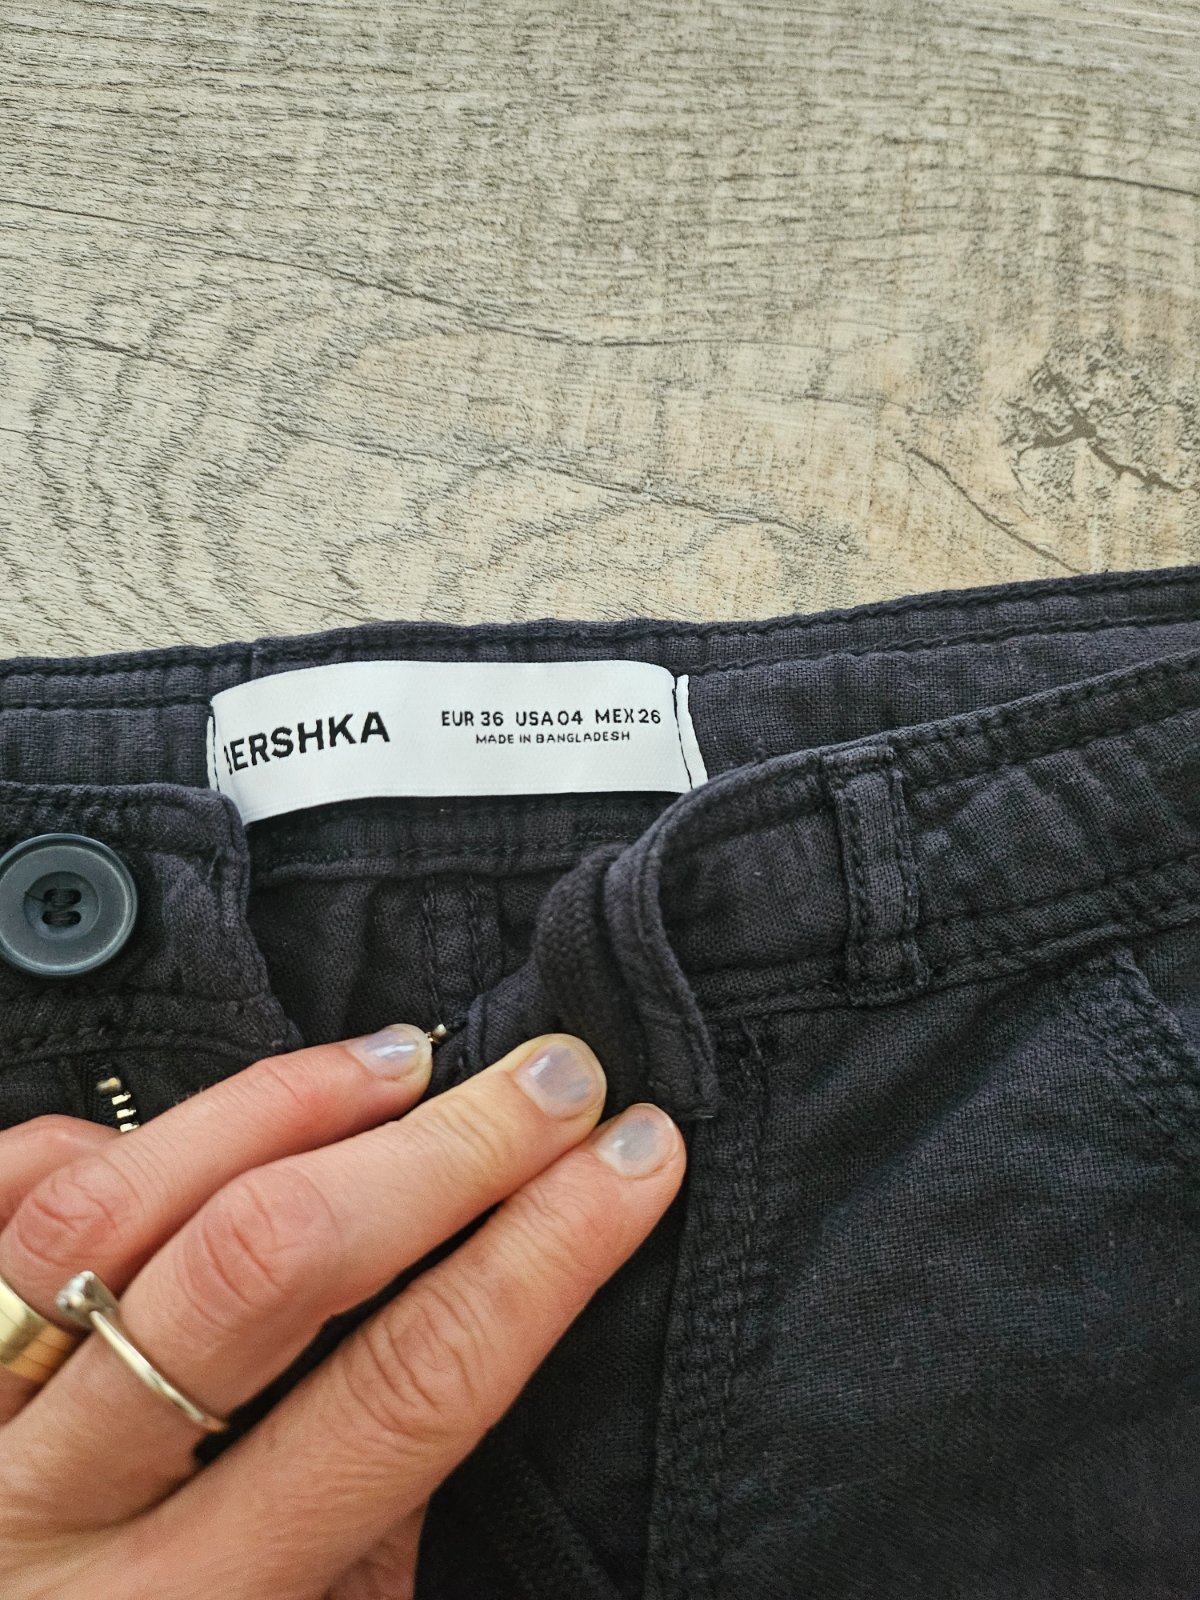 BERSHKA
EUR 36 USA 04 MEX 26
MADE IN BANGLADESH